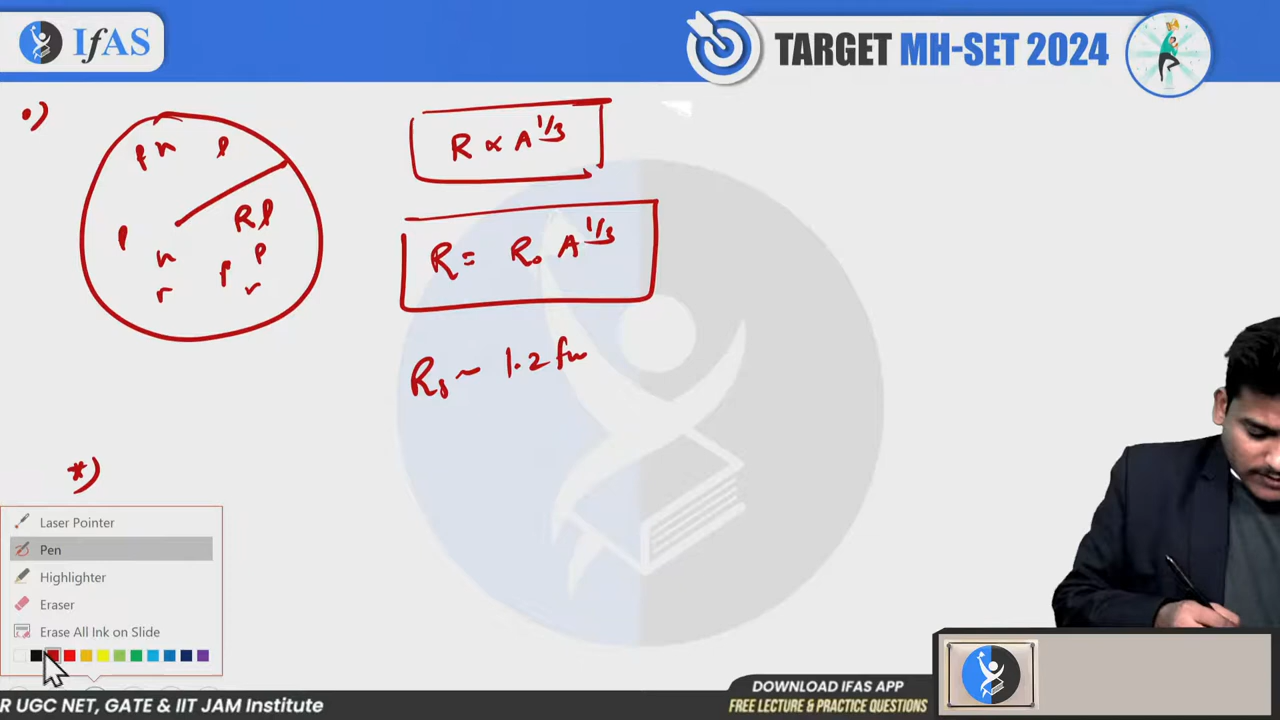 IfAS
TARGET MH-SET 2024
•)
p n p
R p
p
n p p
r r
R ∝ A^1/3
R = R₀ A^1/3
R₀ ~ 1.2 fm
*)
Laser Pointer
Pen
Highlighter
Eraser
Erase All Ink on Slide
R UGC NET, GATE & IIT JAM Institute
DOWNLOAD IFAS APP
FREE LECTURE & PRACTICE QUESTIONS